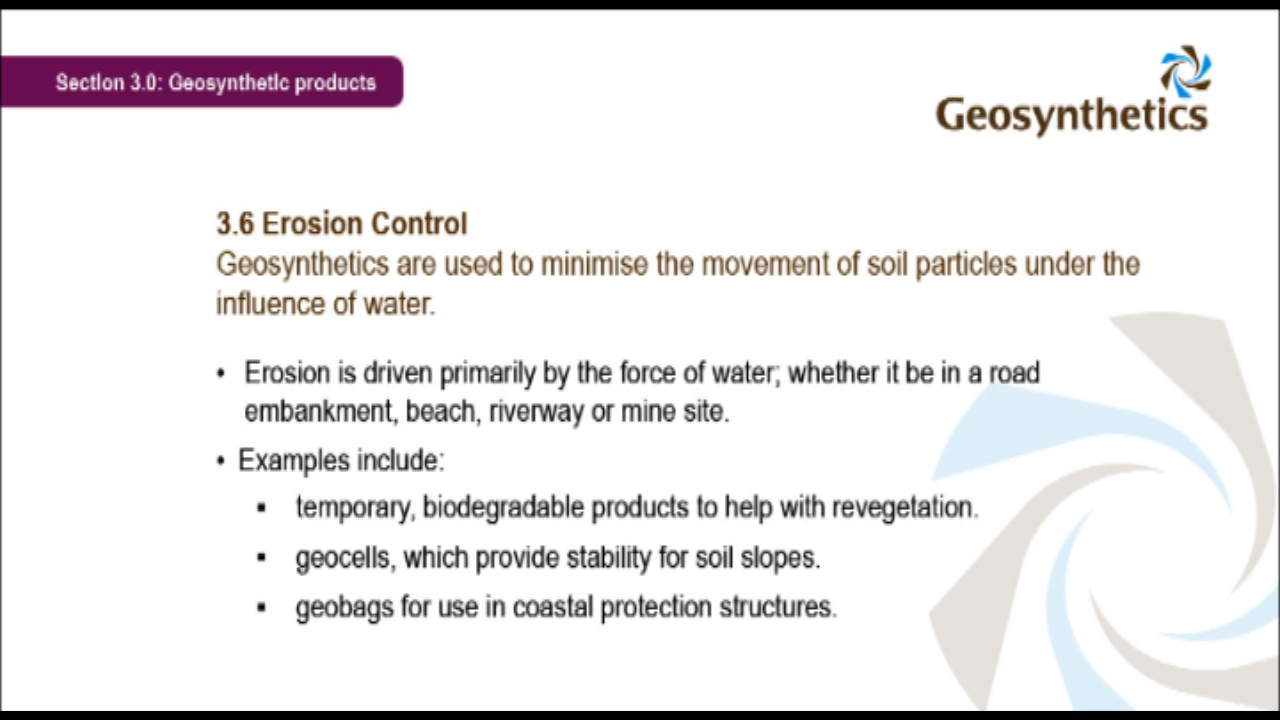 Section 3.0: Geosynthetic products
Geosynthetics
3.6 Erosion Control
Geosynthetics are used to minimise the movement of soil particles under the
influence of water.
• Erosion is driven primarily by the force of water; whether it be in a road
embankment, beach, riverway or mine site.
• Examples include:
▪ temporary, biodegradable products to help with revegetation.
▪ geocells, which provide stability for soil slopes.
▪ geobags for use in coastal protection structures.